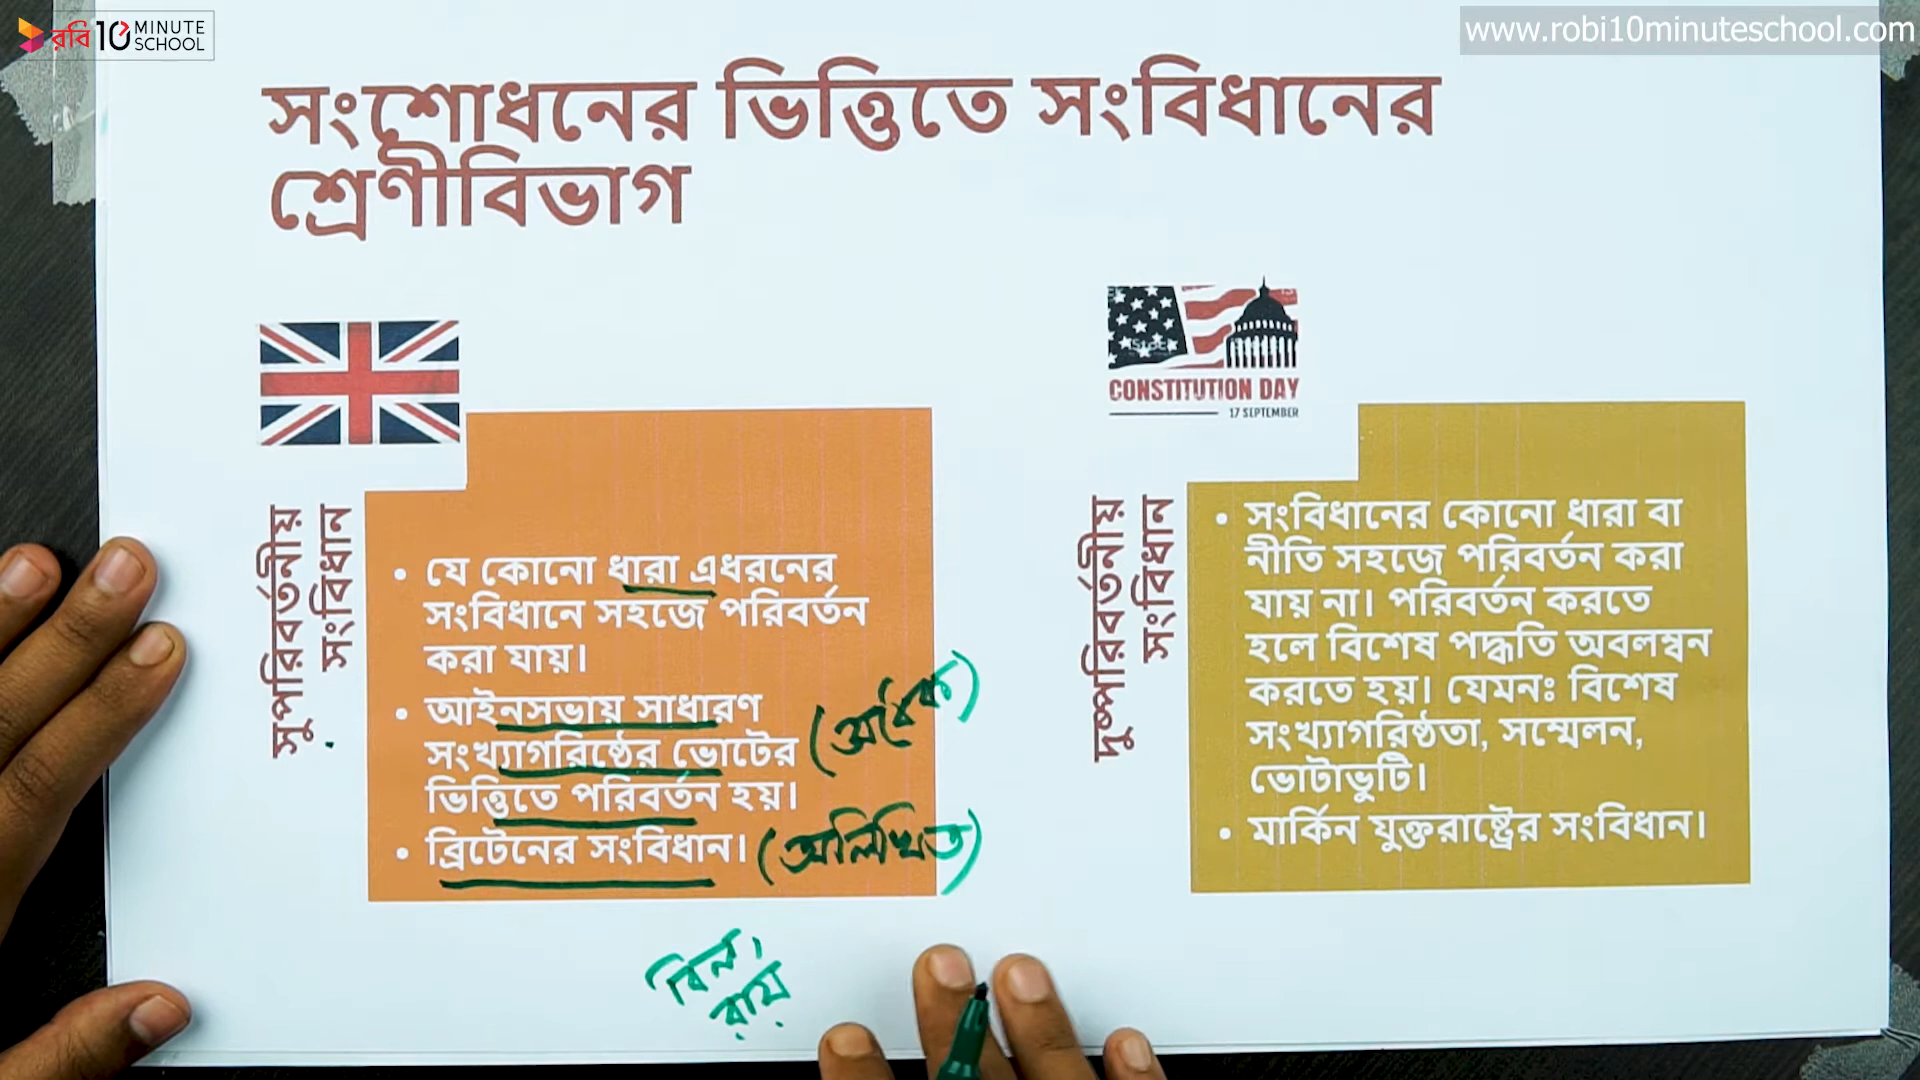 রবি 10 MINUTE SCHOOL
www.robi10minuteschool.com
সংশোধনের ভিত্তিতে সংবিধানের
শ্রেণীবিভাগ
সুপরিবর্তনীয়
সংবিধান
• যে কোনো ধারা এধরনের
সংবিধানে সহজে পরিবর্তন
করা যায়।
• আইনসভায় সাধারণ
সংখ্যাগরিষ্ঠের ভোটের
ভিত্তিতে পরিবর্তন হয়।
(অর্ধেক)
• ব্রিটেনের সংবিধান। (অলিখিত)
বিল,
রায়
CONSTITUTION DAY
17 SEPTEMBER
দুষ্পরিবর্তনীয়
সংবিধান
• সংবিধানের কোনো ধারা বা
নীতি সহজে পরিবর্তন করা
যায় না। পরিবর্তন করতে
হলে বিশেষ পদ্ধতি অবলম্বন
করতে হয়। যেমনঃ বিশেষ
সংখ্যাগরিষ্ঠতা, সম্মেলন,
ভোটাভুটি।
• মার্কিন যুক্তরাষ্ট্রের সংবিধান।